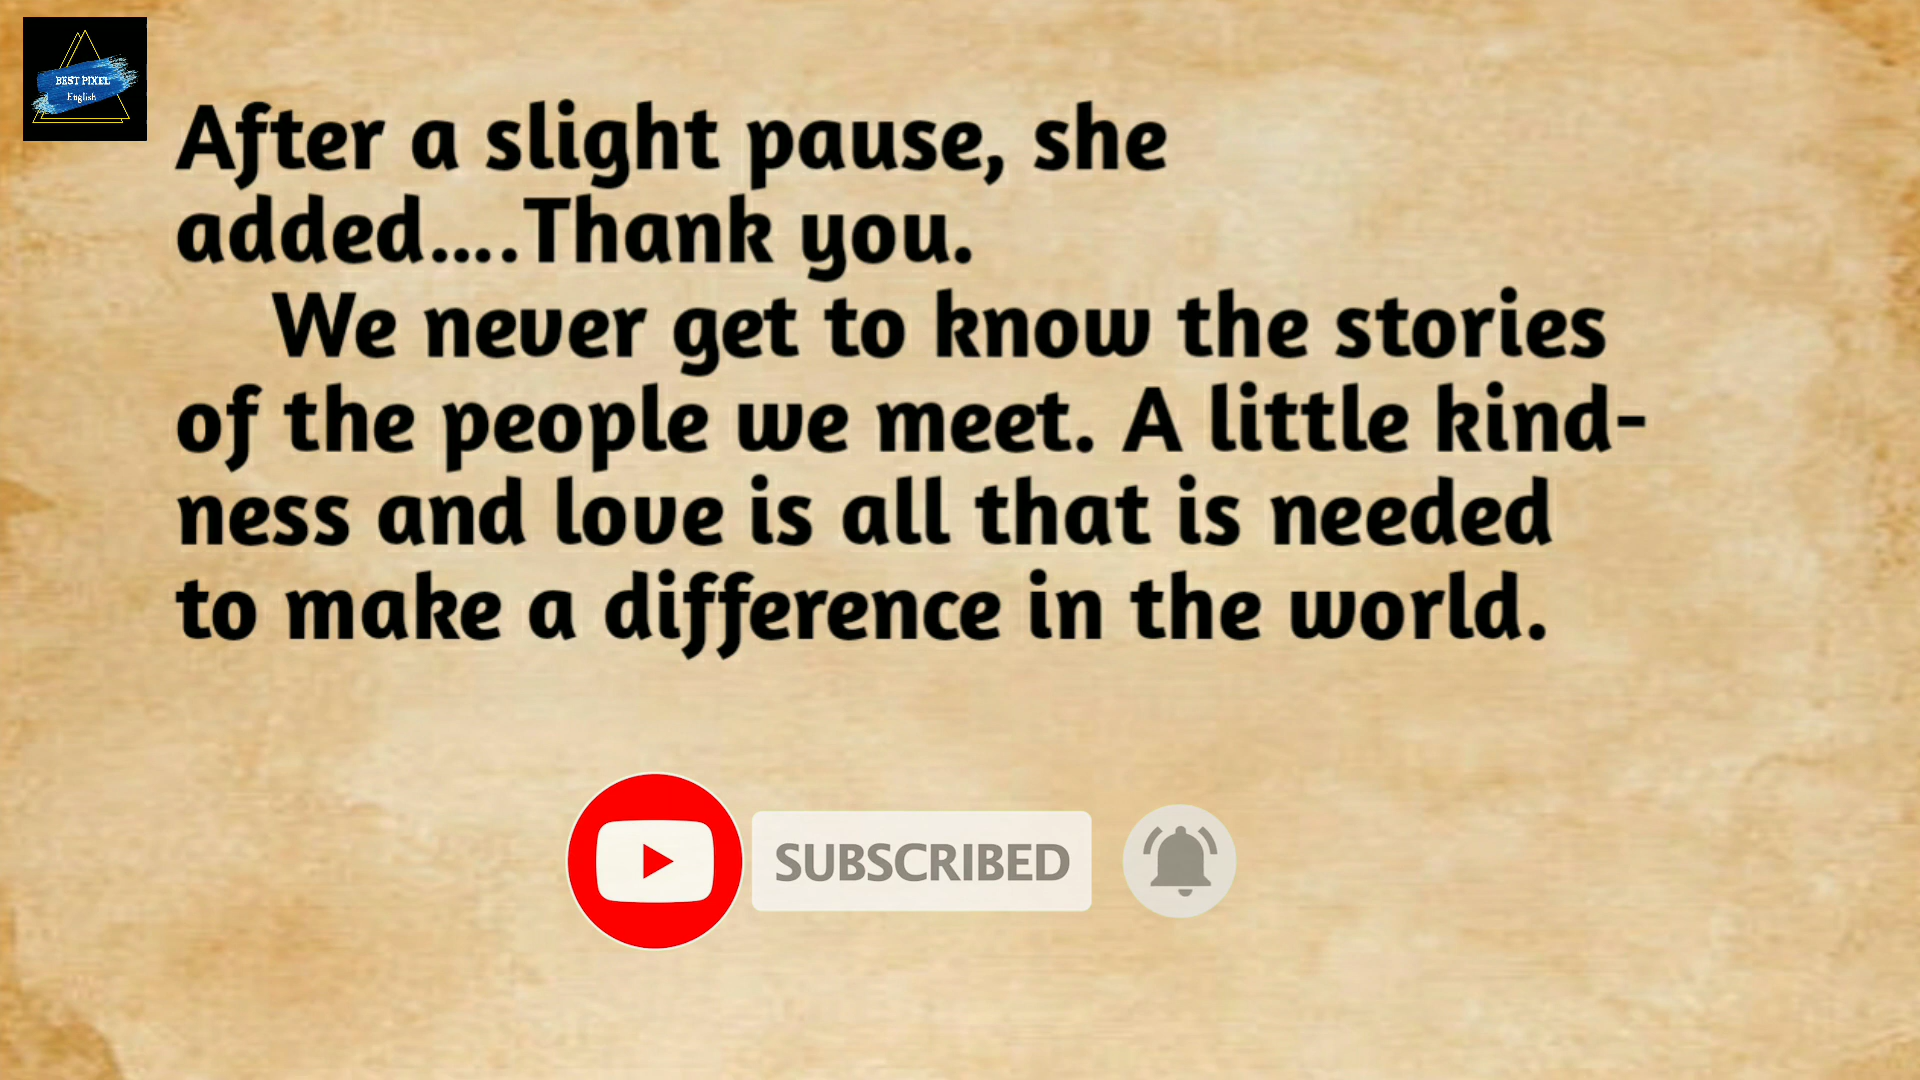 BEST PIXEL
English
After a slight pause, she
added....Thank you.
We never get to know the stories
of the people we meet. A little kind-
ness and love is all that is needed
to make a difference in the world.
SUBSCRIBED